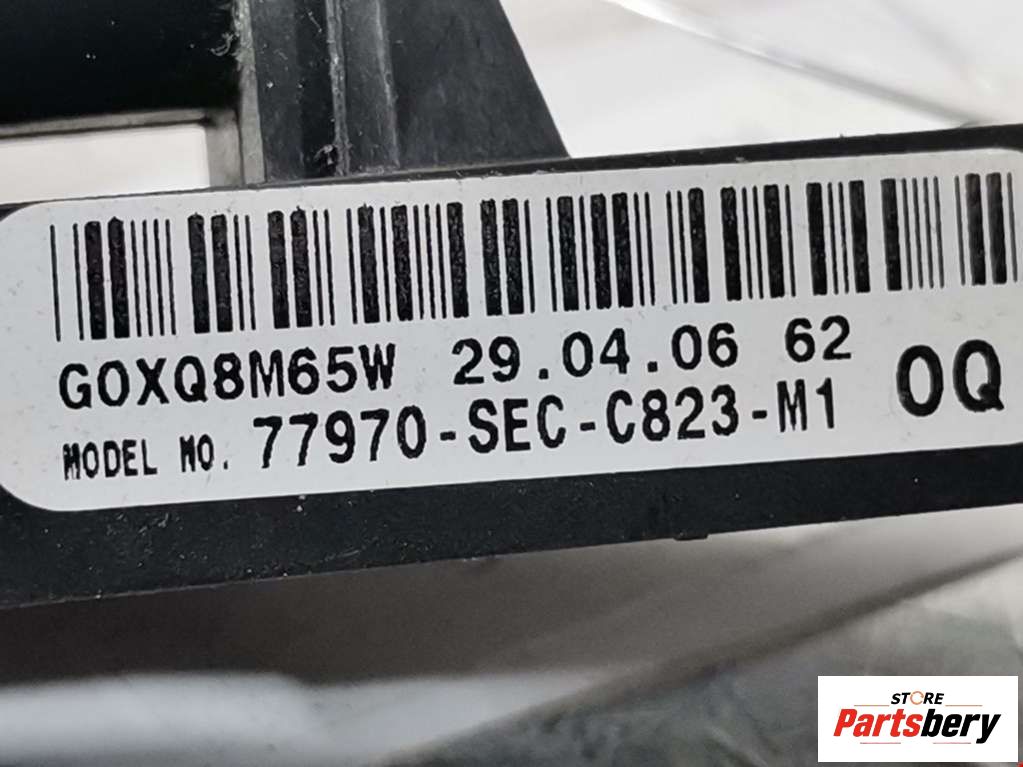 G0XQ8M65W 29.04.06 62 0Q
MODEL NO. 77970-SEC-C823-M1
STORE
Partsbery